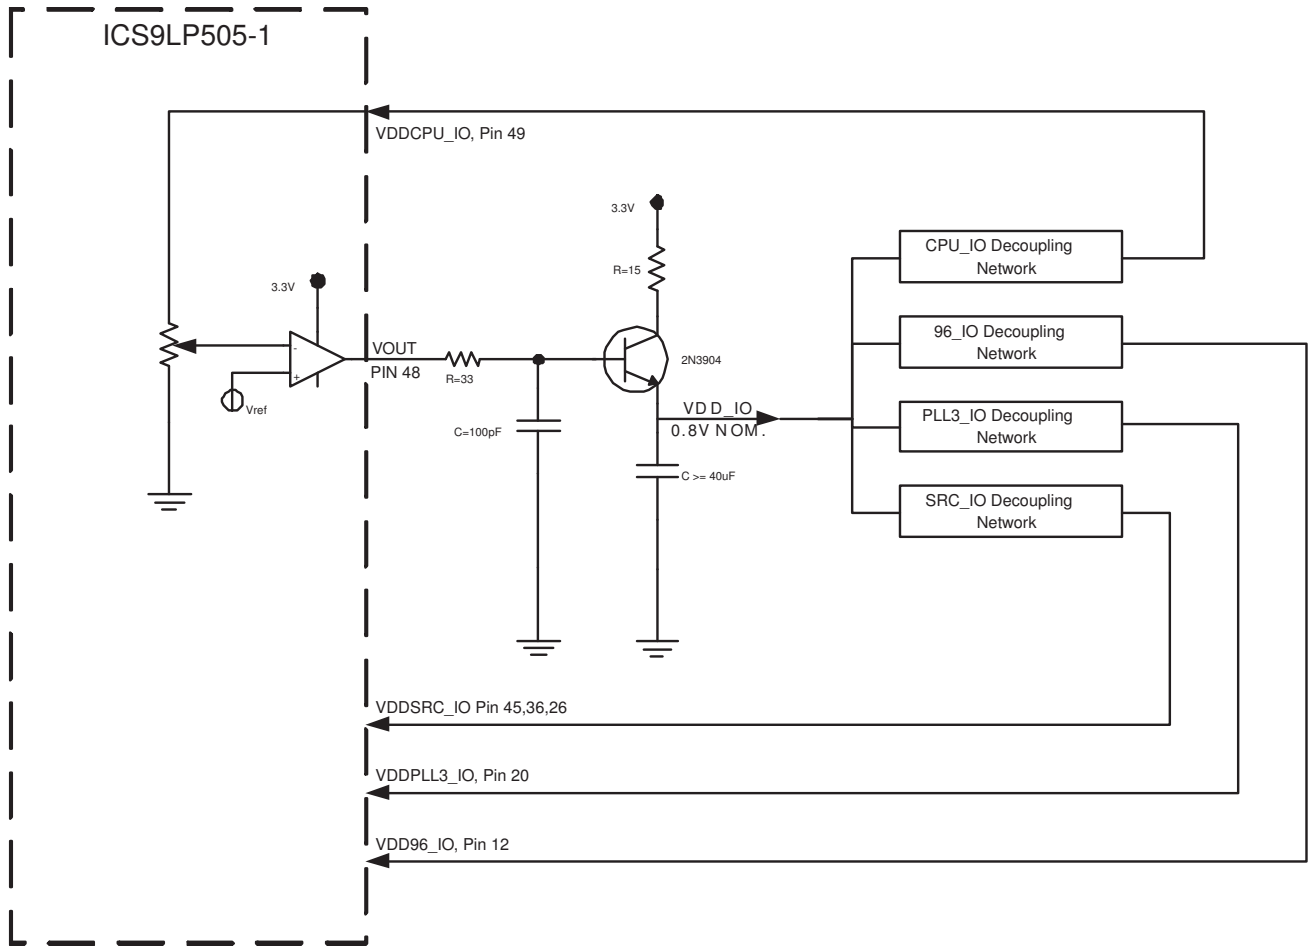 ICS9LP505-1
VDDCPU_IO, Pin 49
3.3V
R=15
CPU_IO Decoupling
Network
3.3V
96_IO Decoupling
Network
-
+
VOUT
PIN 48
R=33
2N3904
Vref
VDD_IO
0.8V NOM.
PLL3_IO Decoupling
Network
C=100pF
C >= 40uF
SRC_IO Decoupling
Network
VDDSRC_IO Pin 45,36,26
VDDPLL3_IO, Pin 20
VDD96_IO, Pin 12